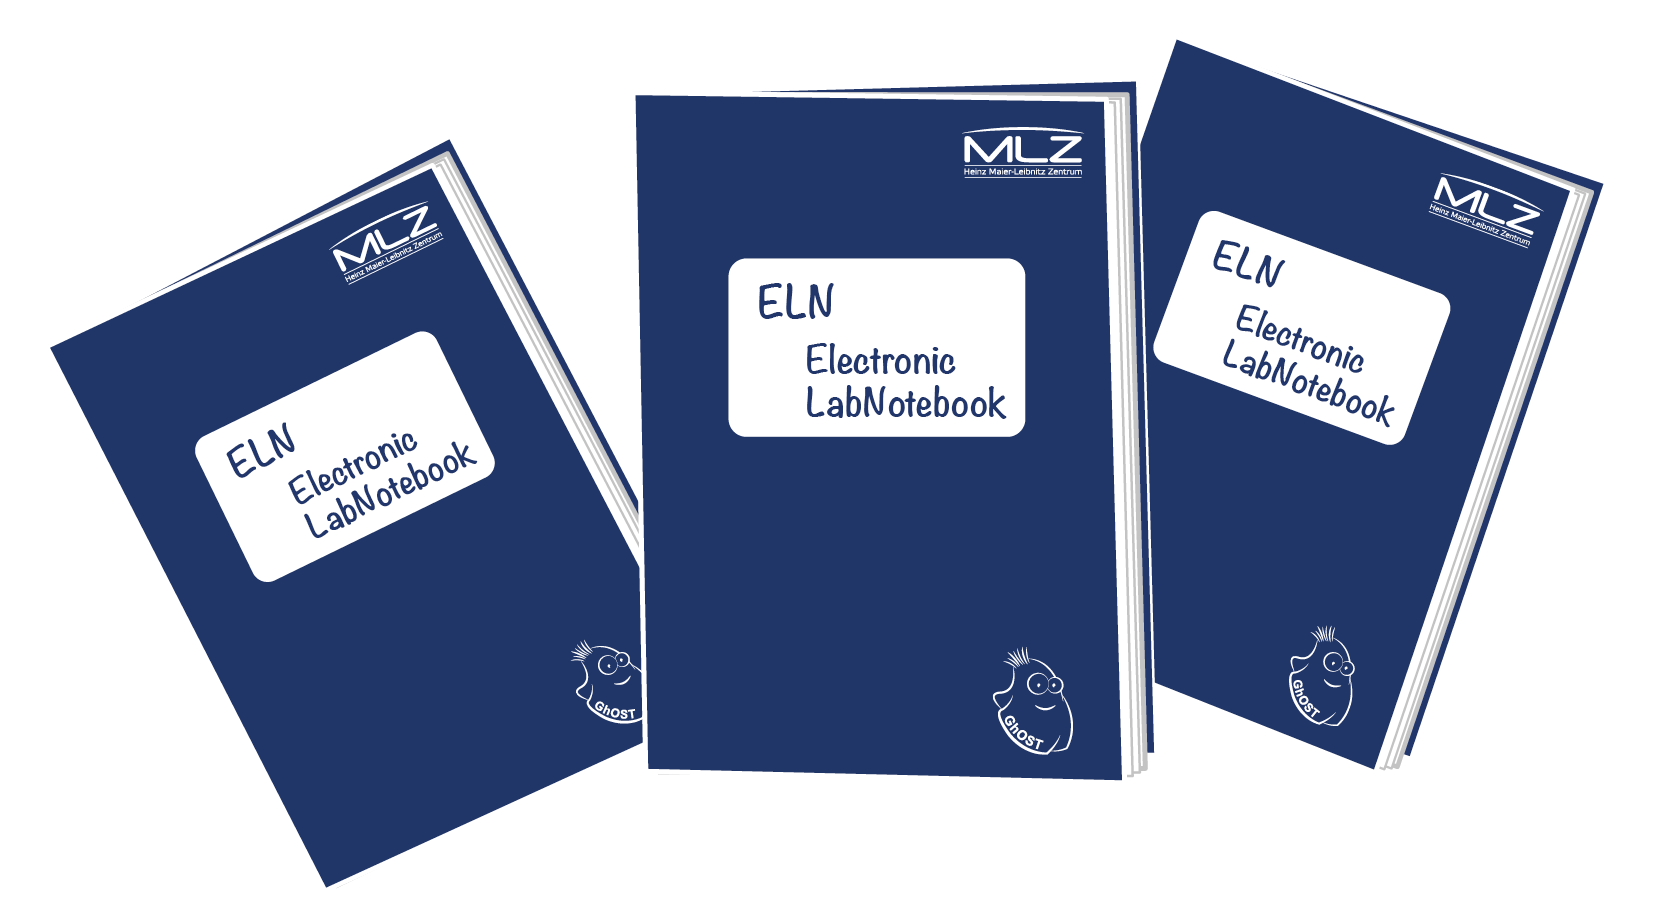 MLZ
Heinz Maier-Leibnitz Zentrum
ELN
Electronic
LabNotebook
GhOST
MLZ
Heinz Maier-Leibnitz Zentrum
ELN
Electronic
LabNotebook
GhOST
MLZ
Heinz Maier-Leibnitz Zentrum
ELN
Electronic
LabNotebook
GhOST